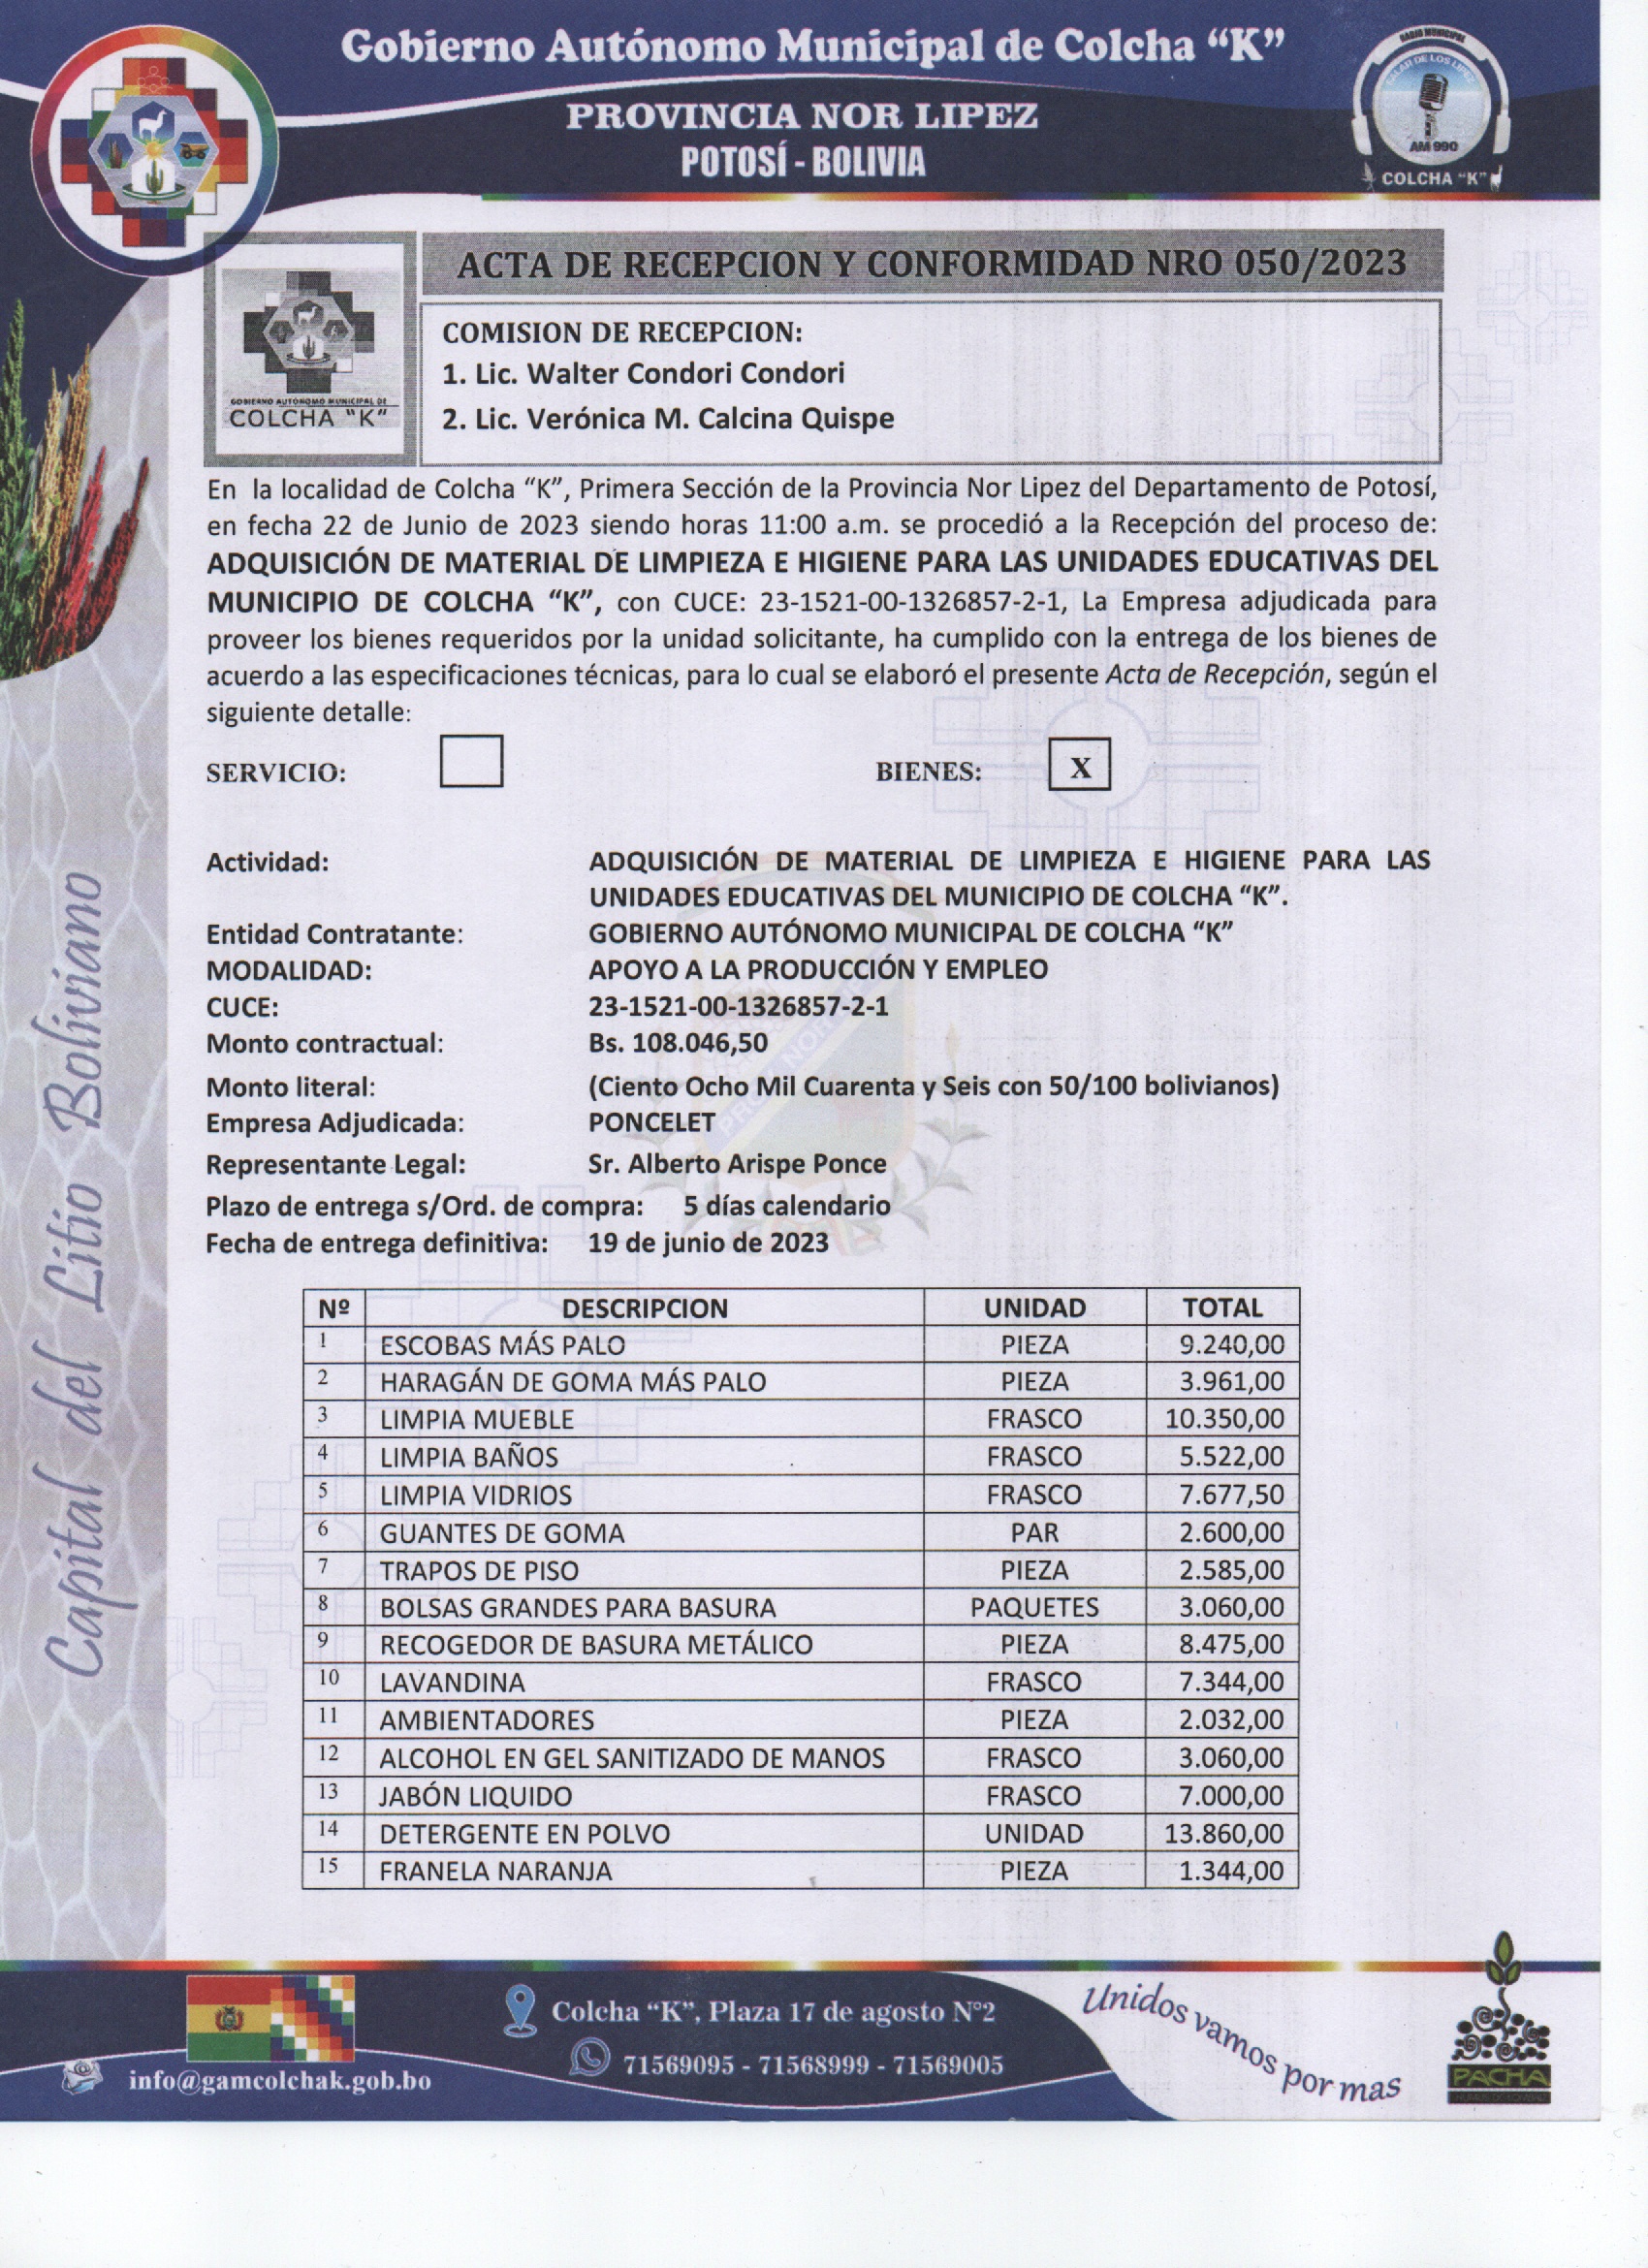 Gobierno Autónomo Municipal de Colcha “K”
PROVINCIA NOR LIPEZ
POTOSÍ - BOLIVIA
RADIO MUNICIPAL
SALAR DE LOS LIPEZ
AM 990
COLCHA “K”
ACTA DE RECEPCION Y CONFORMIDAD NRO 050/2023
GOBIERNO AUTÓNOMO MUNICIPAL DE
COLCHA “K”
COMISION DE RECEPCION:
1. Lic. Walter Condori Condori
2. Lic. Verónica M. Calcina Quispe
En la localidad de Colcha “K”, Primera Sección de la Provincia Nor Lipez del Departamento de Potosí,
en fecha 22 de Junio de 2023 siendo horas 11:00 a.m. se procedió a la Recepción del proceso de:
ADQUISICIÓN DE MATERIAL DE LIMPIEZA E HIGIENE PARA LAS UNIDADES EDUCATIVAS DEL
MUNICIPIO DE COLCHA “K”, con CUCE: 23-1521-00-1326857-2-1, La Empresa adjudicada para
proveer los bienes requeridos por la unidad solicitante, ha cumplido con la entrega de los bienes de
acuerdo a las especificaciones técnicas, para lo cual se elaboró el presente Acta de Recepción, según el
siguiente detalle:
SERVICIO: BIENES: X
Actividad: ADQUISICIÓN DE MATERIAL DE LIMPIEZA E HIGIENE PARA LAS
UNIDADES EDUCATIVAS DEL MUNICIPIO DE COLCHA “K”.
Entidad Contratante: GOBIERNO AUTÓNOMO MUNICIPAL DE COLCHA “K”
MODALIDAD: APOYO A LA PRODUCCIÓN Y EMPLEO
CUCE: 23-1521-00-1326857-2-1
Monto contractual: Bs. 108.046,50
Monto literal: (Ciento Ocho Mil Cuarenta y Seis con 50/100 bolivianos)
Empresa Adjudicada: PONCELET
Representante Legal: Sr. Alberto Arispe Ponce
Plazo de entrega s/Ord. de compra: 5 días calendario
Fecha de entrega definitiva: 19 de junio de 2023
Nº DESCRIPCION UNIDAD TOTAL
1 ESCOBAS MÁS PALO PIEZA 9.240,00
2 HARAGÁN DE GOMA MÁS PALO PIEZA 3.961,00
3 LIMPIA MUEBLE FRASCO 10.350,00
4 LIMPIA BAÑOS FRASCO 5.522,00
5 LIMPIA VIDRIOS FRASCO 7.677,50
6 GUANTES DE GOMA PAR 2.600,00
7 TRAPOS DE PISO PIEZA 2.585,00
8 BOLSAS GRANDES PARA BASURA PAQUETES 3.060,00
9 RECOGEDOR DE BASURA METÁLICO PIEZA 8.475,00
10 LAVANDINA FRASCO 7.344,00
11 AMBIENTADORES PIEZA 2.032,00
12 ALCOHOL EN GEL SANITIZADO DE MANOS FRASCO 3.060,00
13 JABÓN LIQUIDO FRASCO 7.000,00
14 DETERGENTE EN POLVO UNIDAD 13.860,00
15 FRANELA NARANJA PIEZA 1.344,00
Capital del Litio Boliviano
Colcha “K”, Plaza 17 de agosto N°2
71569095 - 71568999 - 71569005
info@gamcolchak.gob.bo
Unidos vamos por mas
PACHA